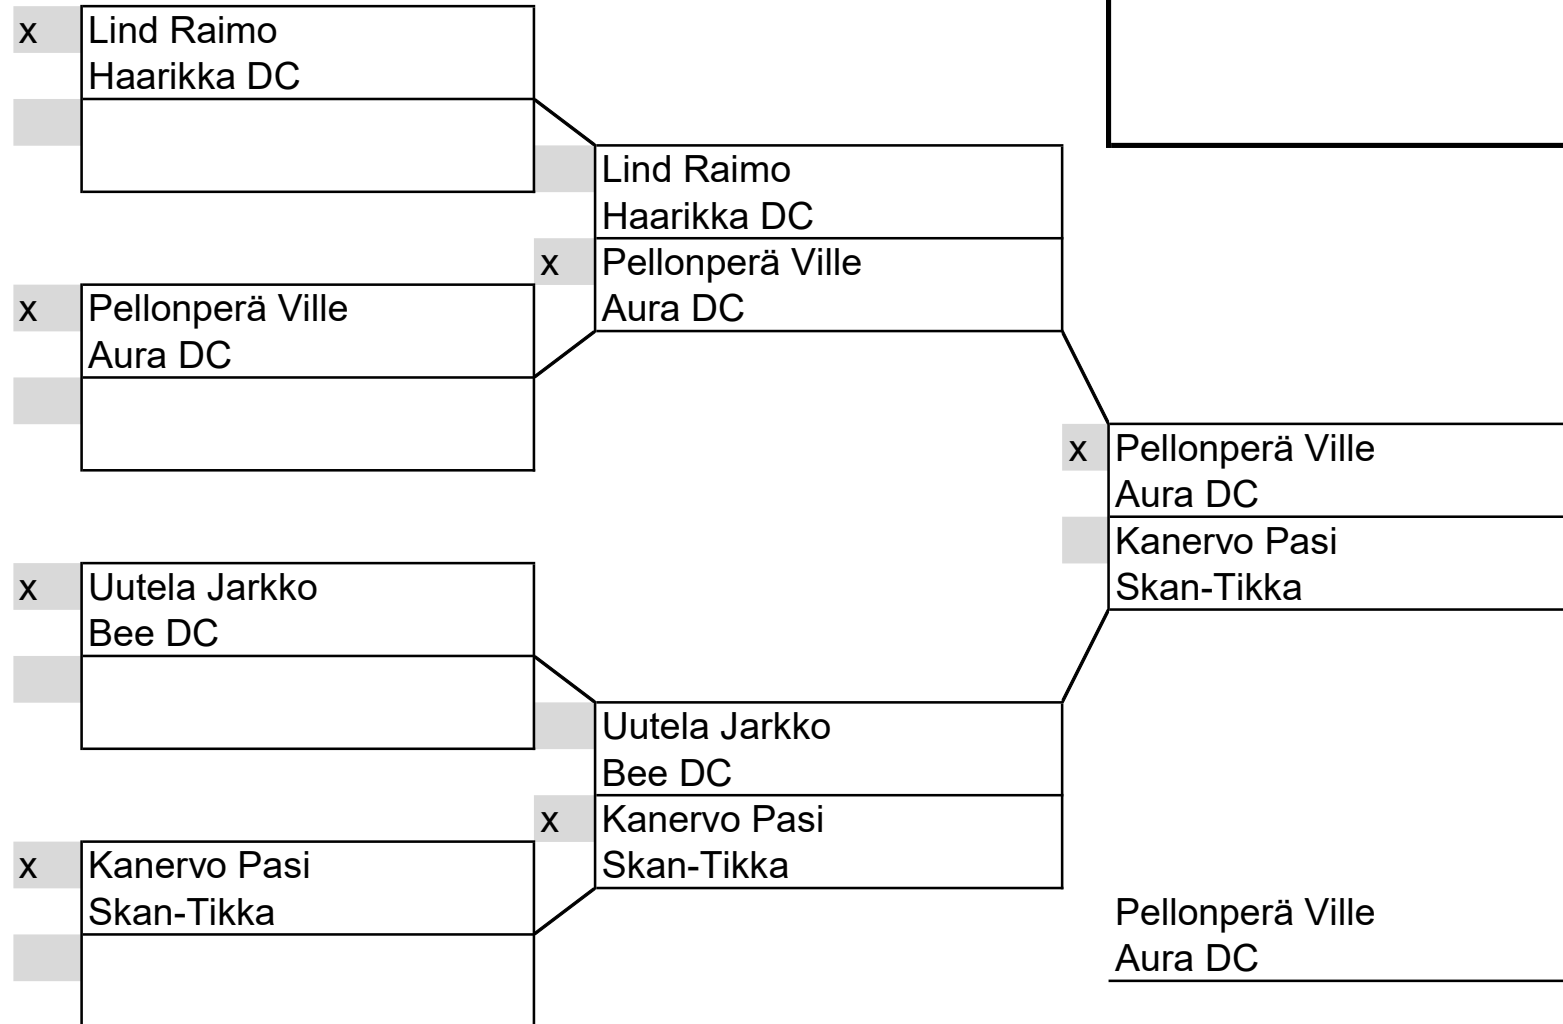 x Lind Raimo
Haarikka DC
Lind Raimo
Haarikka DC
x Pellonperä Ville
Aura DC
x Pellonperä Ville
Aura DC
x Pellonperä Ville
Aura DC
Kanervo Pasi
Skan-Tikka
x Uutela Jarkko
Bee DC
Uutela Jarkko
Bee DC
x Kanervo Pasi
Skan-Tikka
x Kanervo Pasi
Skan-Tikka
Pellonperä Ville
Aura DC